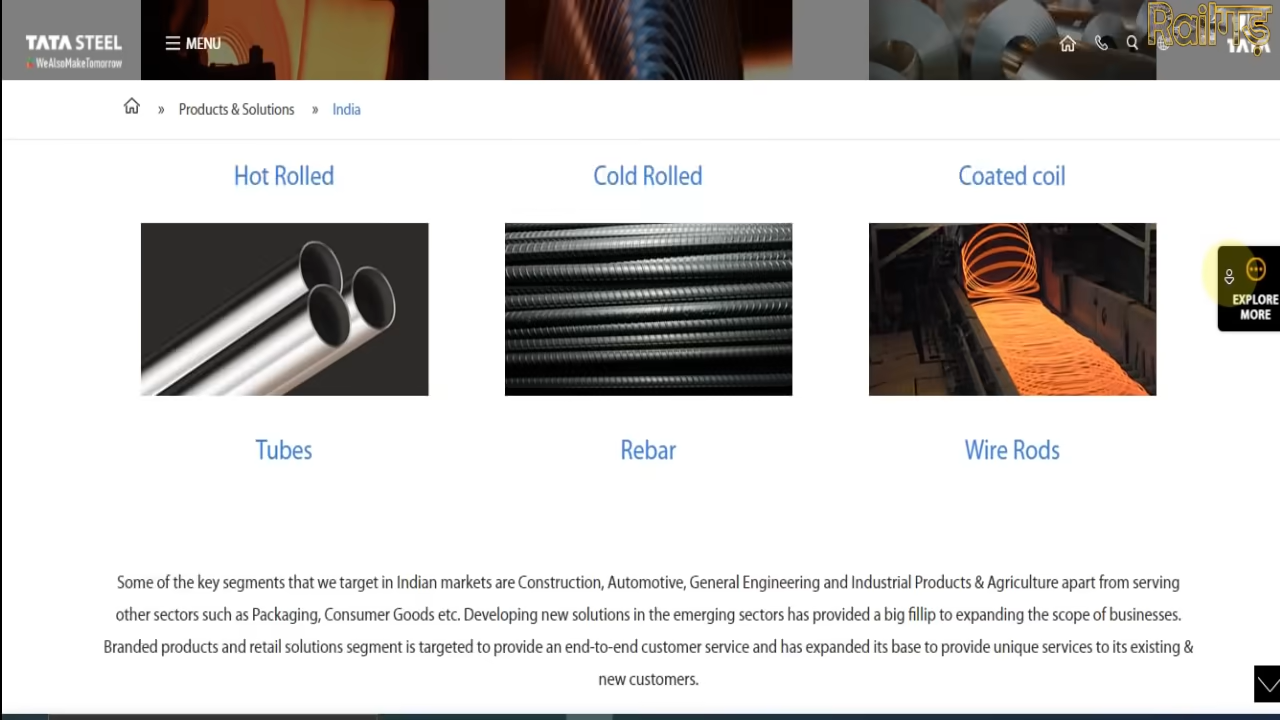 TATA STEEL
#WeAlsoMakeTomorrow
MENU
Railगाड़ी
TATA
» Products & Solutions » India
Hot Rolled
Cold Rolled
Coated coil
EXPLORE
MORE
Tubes
Rebar
Wire Rods
Some of the key segments that we target in Indian markets are Construction, Automotive, General Engineering and Industrial Products & Agriculture apart from serving
other sectors such as Packaging, Consumer Goods etc. Developing new solutions in the emerging sectors has provided a big fillip to expanding the scope of businesses.
Branded products and retail solutions segment is targeted to provide an end-to-end customer service and has expanded its base to provide unique services to its existing &
new customers.